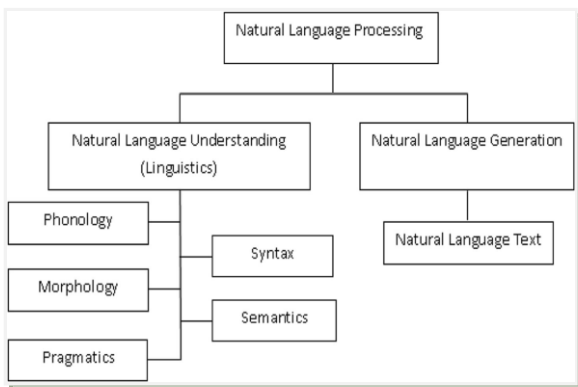 Natural Language Processing
Natural Language Understanding
(Linguistics)
Natural Language Generation
Phonology
Syntax
Natural Language Text
Morphology
Semantics
Pragmatics